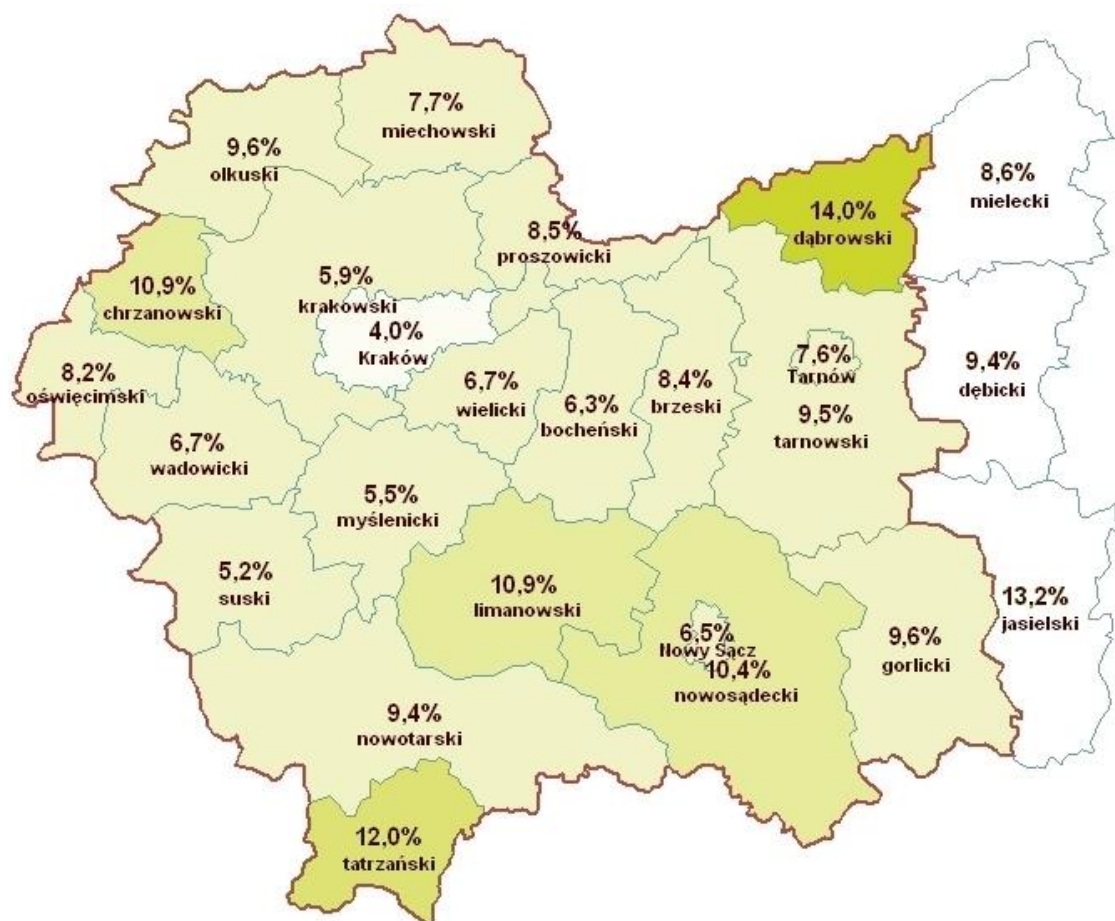 7,7%
miechowski
9,6%
olkuski
8,6%
mielecki
14,0%
dąbrowski
8,5%
proszowicki
5,9%
krakowski
10,9%
chrzanowski
4,0%
Kraków
7,6%
Tarnów
9,4%
dębicki
8,2%
oświęcimski
6,7%
wielicki
6,3%
bocheński
8,4%
brzeski
9,5%
tarnowski
6,7%
wadowicki
5,5%
myślenicki
5,2%
suski
10,9%
limanowski
13,2%
jasielski
6,5%
Nowy Sącz
10,4%
nowosądecki
9,6%
gorlicki
9,4%
nowotarski
12,0%
tatrzański